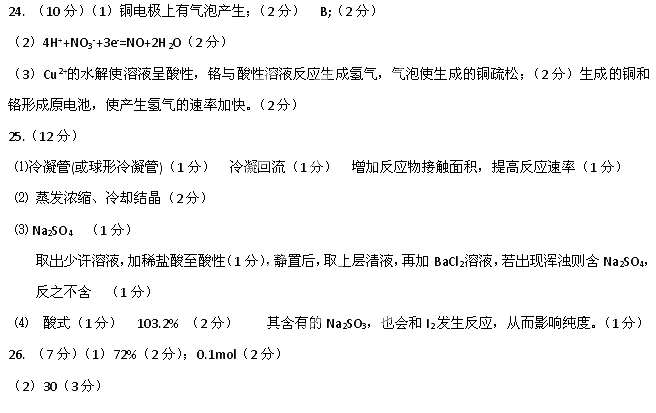 24. （10分）（1）铜电极上有气泡产生；（2分） B;（2分）
（2）4H⁺+NO₃⁻+3e⁻=NO+2H₂O（2分）
（3）Cu²⁺的水解使溶液呈酸性，铬与酸性溶液反应生成氢气，气泡使生成的铜疏松；（2分）生成的铜和
铬形成原电池，使产生氢气的速率加快。（2分）
25.（12分）
⑴冷凝管(或球形冷凝管)（1分） 冷凝回流（1分） 增加反应物接触面积，提高反应速率（1分）
⑵ 蒸发浓缩、冷却结晶（2分）
⑶ Na₂SO₄ （1分）
取出少许溶液，加稀盐酸至酸性（1分），静置后，取上层清液，再加 BaCl₂溶液，若出现浑浊则含 Na₂SO₄，
反之不含 （1分）
⑷ 酸式（1分） 103.2% （2分） 其含有的 Na₂SO₃，也会和 I₂发生反应，从而影响纯度。（1分）
26. （7分）（1）72%（2分）；0.1mol（2分）
（2）30（3分）